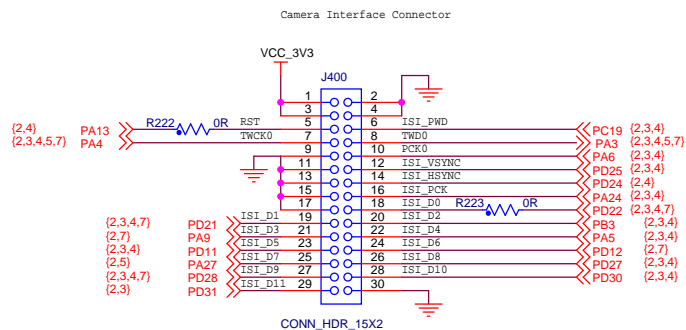 Camera Interface Connector
VCC_3V3
J400
1 2
3 4
{2,4} PA13 R222 0R RST 5 6 ISI_PWD PC19 {2,3,4}
{2,3,4,5,7} PA4 TWCK0 7 8 TWD0 PA3 {2,3,4,5,7}
9 10 PCK0 PA6 {2,3,4}
11 12 ISI_VSYNC PD25 {2,3,4}
13 14 ISI_HSYNC PD24 {2,4}
15 16 ISI_PCK PA24 {2,3,4}
17 18 ISI_D0 R223 0R PD22 {2,3,4,7}
{2,3,4,7} PD21 ISI_D1 19 20 ISI_D2 PB3 {2,3,4}
{2,7} PA9 ISI_D3 21 22 ISI_D4 PA5 {2,3,4}
{2,3,4} PD11 ISI_D5 23 24 ISI_D6 PD12 {2,7}
{2,5} PA27 ISI_D7 25 26 ISI_D8 PD27 {2,3,4}
{2,3,4,7} PD28 ISI_D9 27 28 ISI_D10 PD30 {2,3,4}
{2,3} PD31 ISI_D11 29 30
CONN_HDR_15X2